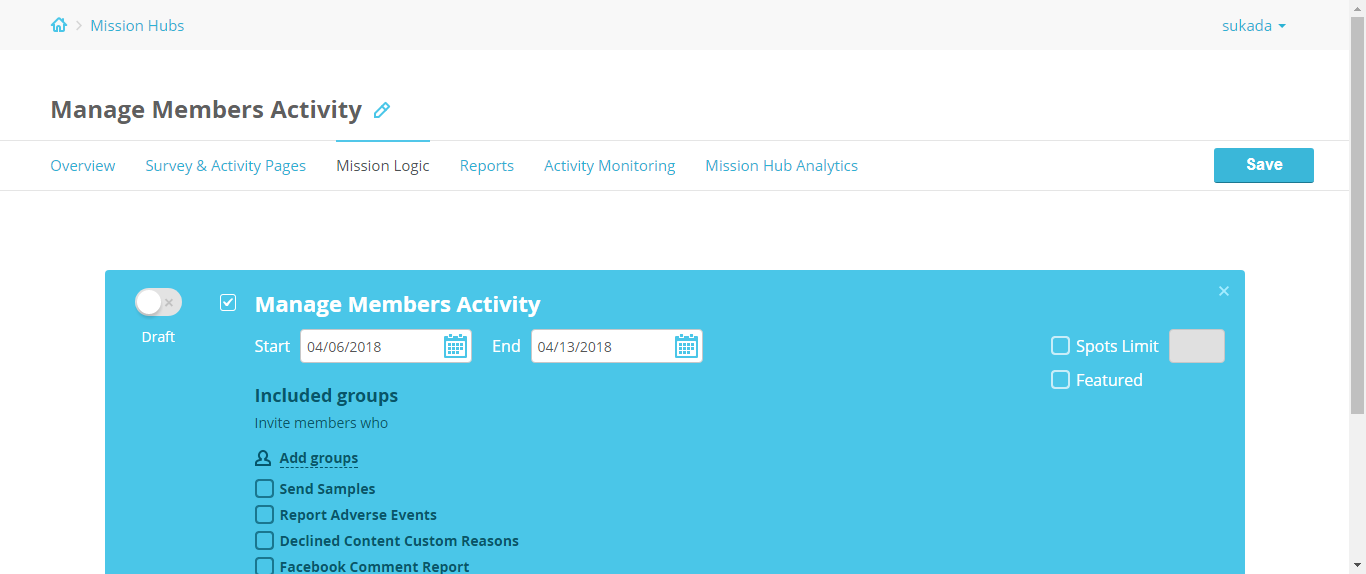 Mission Hubs
sukada
Manage Members Activity
Overview Survey & Activity Pages Mission Logic Reports Activity Monitoring Mission Hub Analytics Save
Manage Members Activity
Draft
Start 04/06/2018 End 04/13/2018
Spots Limit
Featured
Included groups
Invite members who
Add groups
Send Samples
Report Adverse Events
Declined Content Custom Reasons
Facebook Comment Report